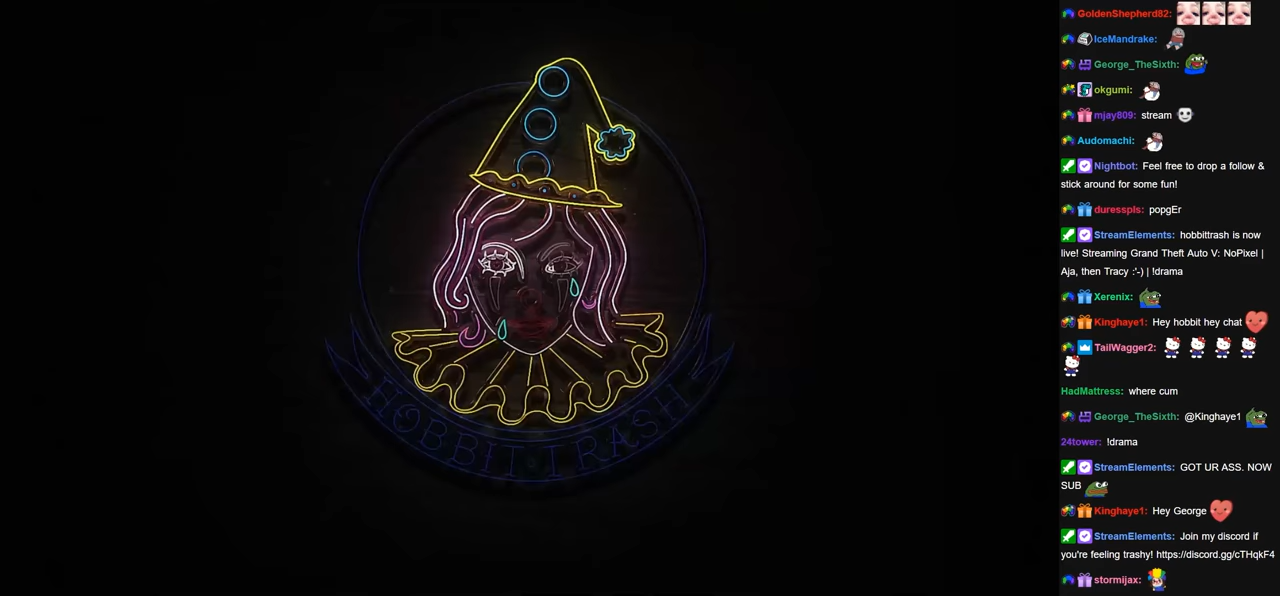 HOBBIT TRASH
GoldenShepherd82:
IceMandrake:
George_TheSixth:
okgumi:
mjay809: stream
Audomachi:
Nightbot: Feel free to drop a follow &
stick around for some fun!
duresspls: popgEr
StreamElements: hobbittrash is now
live! Streaming Grand Theft Auto V: NoPixel |
Aja, then Tracy :'-) | !drama
Xerenix:
Kinghaye1: Hey hobbit hey chat
TailWagger2:
HadMattress: where cum
George_TheSixth: @Kinghaye1
24tower: !drama
StreamElements: GOT UR ASS. NOW
SUB
Kinghaye1: Hey George
StreamElements: Join my discord if
you're feeling trashy! https://discord.gg/cTHqkF4
stormijax: